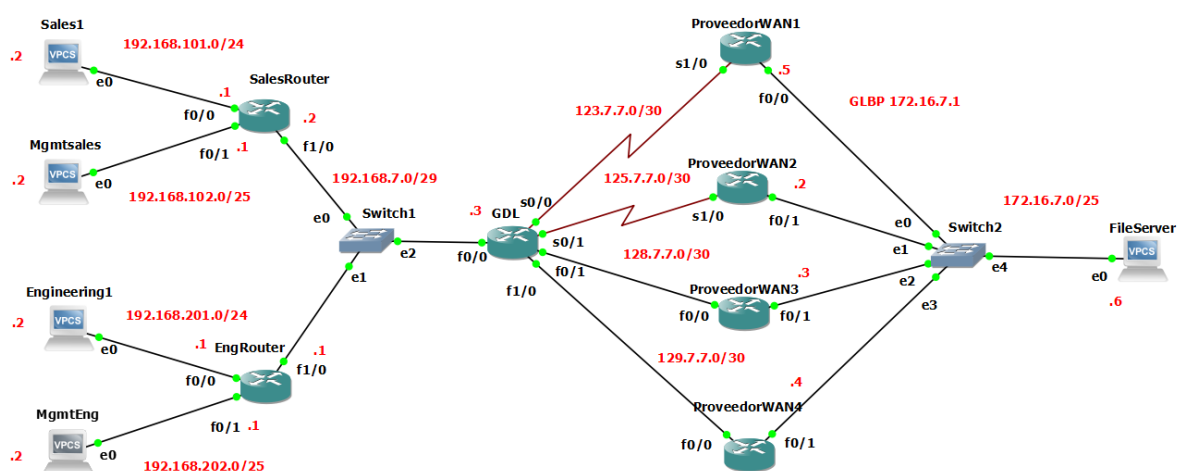 ProveedorWAN1
Sales1
.2
VPCS
192.168.101.0/24
e0
SalesRouter
.1
f0/0
.2
Mgmtsales
VPCS
.2
e0
f0/1
.1
f1/0
192.168.102.0/25
s1/0
.5
f0/0
GLBP 172.16.7.1
123.7.7.0/30
ProveedorWAN2
125.7.7.0/30
.2
s1/0
f0/1
192.168.7.0/29
e0
Switch1
e2
e1
s0/0
.3
GDL
s0/1
f0/0
f0/1
f1/0
128.7.7.0/30
172.16.7.0/25
e0
Switch2
e1
e2
e4
e3
FileServer
VPCS
e0
.6
.3
ProveedorWAN3
f0/0
f0/1
Engineering1
VPCS
.2
192.168.201.0/24
e0
.1
EngRouter
.1
f0/0
f1/0
129.7.7.0/30
.4
MgmtEng
VPCS
.2
e0
f0/1
.1
192.168.202.0/25
ProveedorWAN4
f0/0
f0/1